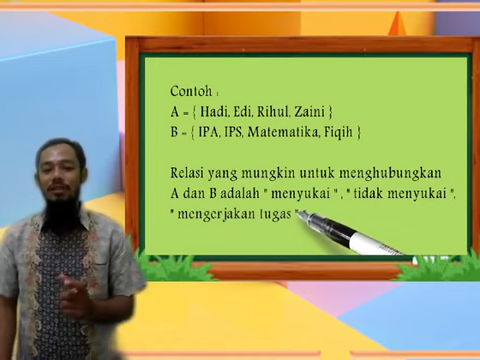 Contoh :
A = { Hadi, Edi, Rihul, Zaini }
B = { IPA, IPS, Matematika, Fiqih }
Relasi yang mungkin untuk menghubungkan
A dan B adalah " menyukai " , " tidak menyukai ",
" mengerjakan tugas "